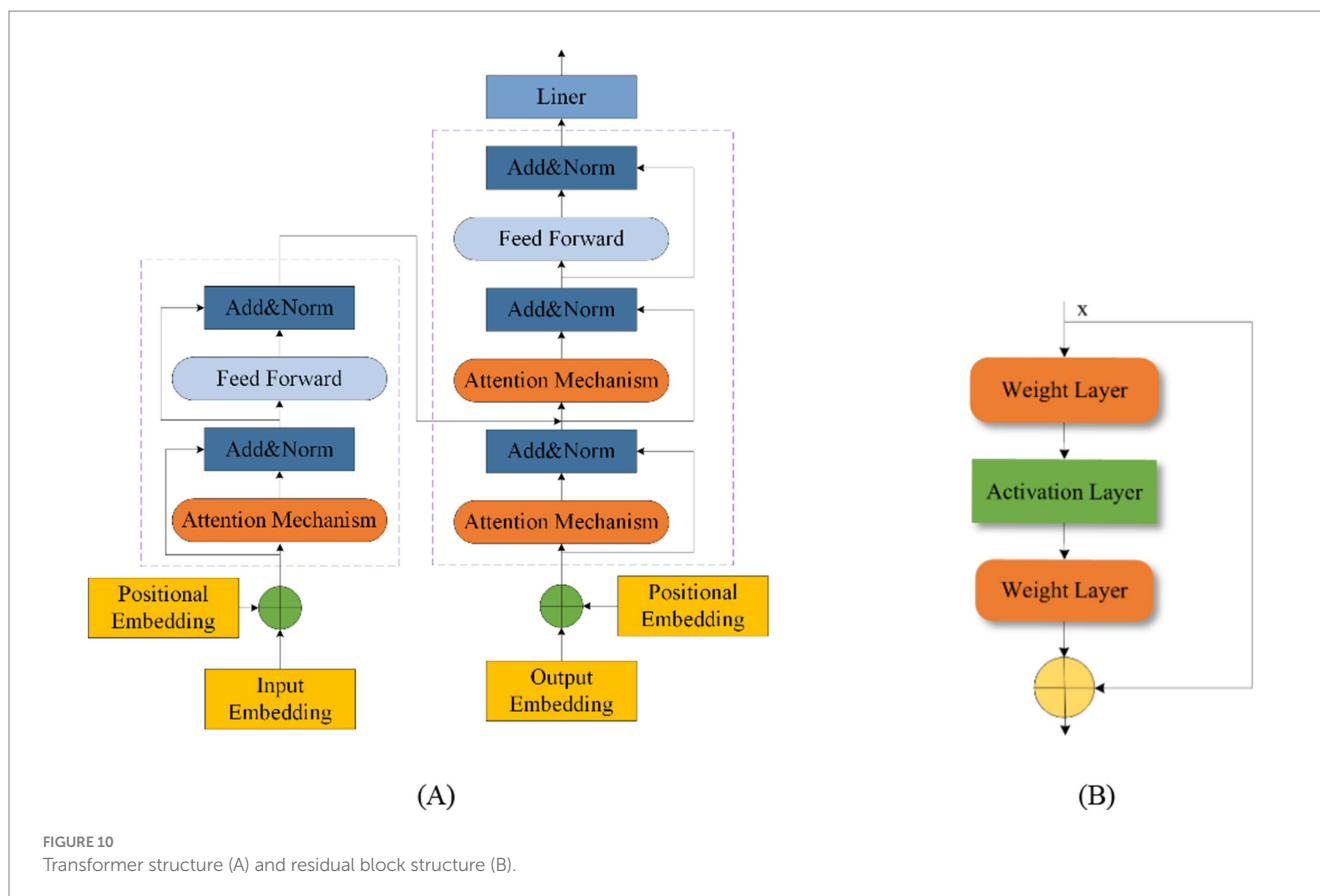 Liner
Add&Norm
Feed Forward
Add&Norm
Attention Mechanism
Add&Norm
Attention Mechanism
Add&Norm
Feed Forward
Add&Norm
Attention Mechanism
Positional
Embedding
Input
Embedding
Positional
Embedding
Output
Embedding
(A)
x
Weight Layer
Activation Layer
Weight Layer
(B)
FIGURE 10
Transformer structure (A) and residual block structure (B).